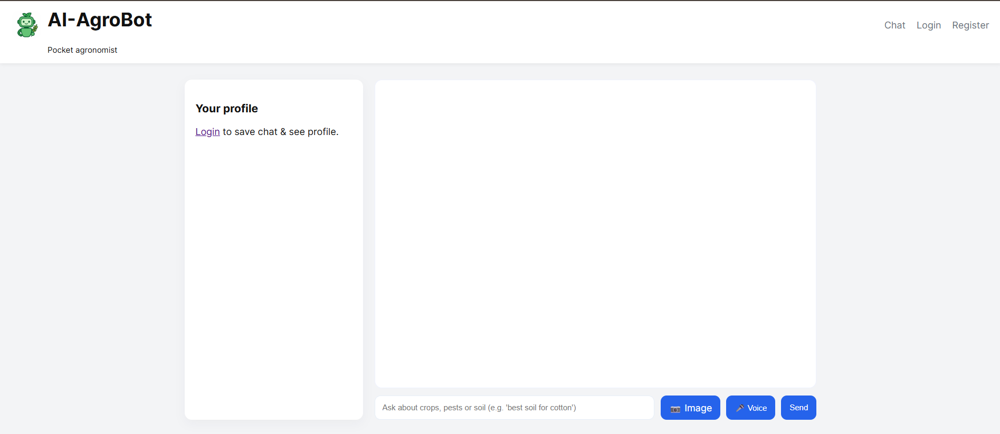 AI-AgroBot
Pocket agronomist
Chat Login Register
Your profile
Login to save chat & see profile.
Ask about crops, pests or soil (e.g. 'best soil for cotton')
Image
Voice
Send